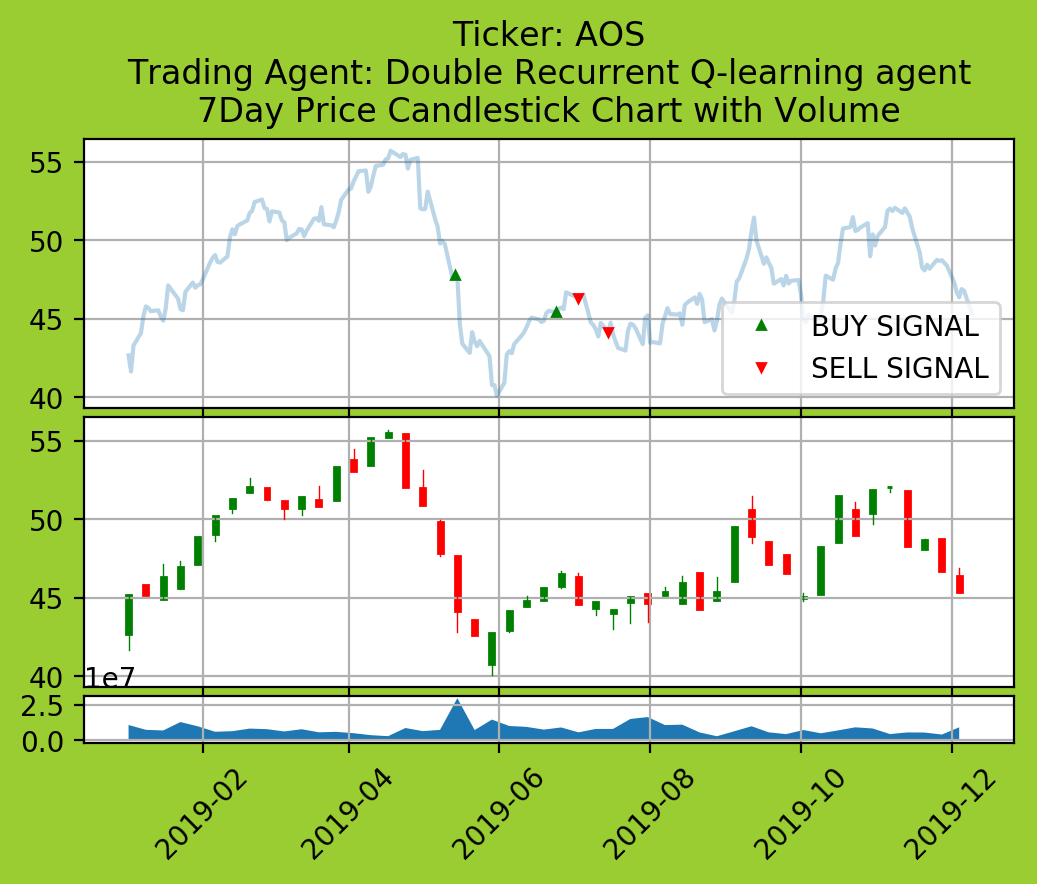 Ticker: AOS
Trading Agent: Double Recurrent Q-learning agent
7Day Price Candlestick Chart with Volume
55
50
45
40
BUY SIGNAL
SELL SIGNAL
55
50
45
40
1e7
2.5
0.0
2019-02
2019-04
2019-06
2019-08
2019-10
2019-12